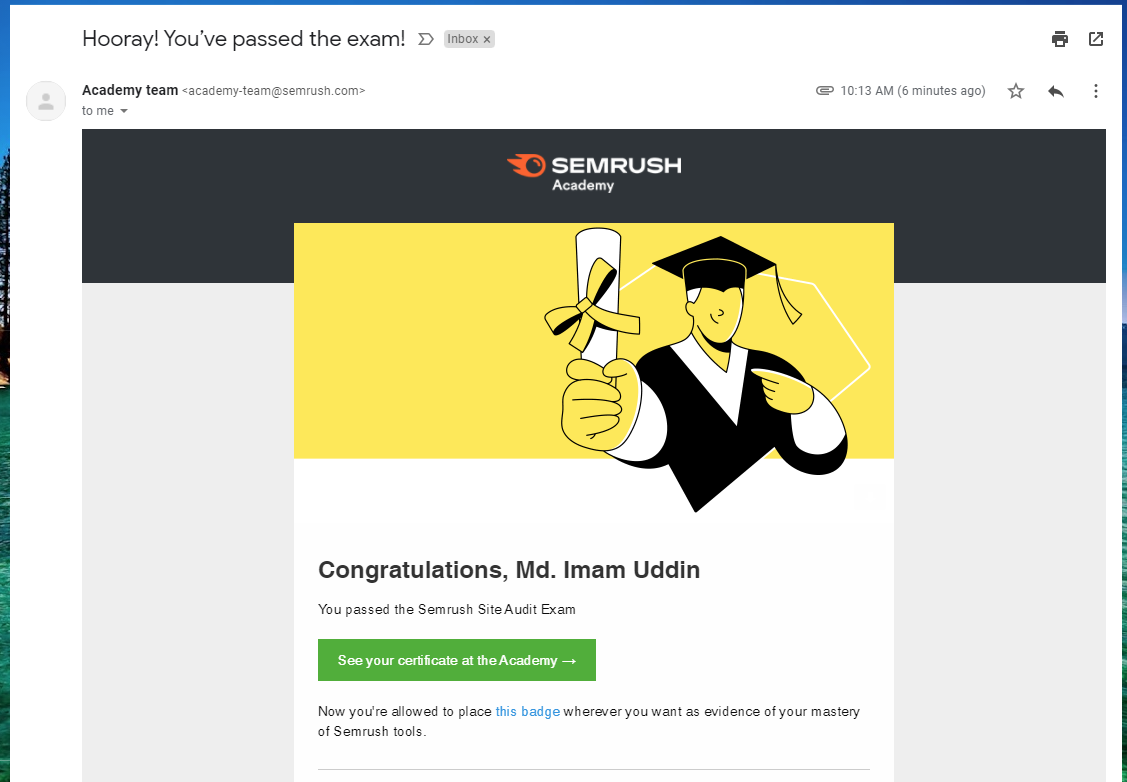 Hooray! You’ve passed the exam!
Inbox ×
Academy team <academy-team@semrush.com>
10:13 AM (6 minutes ago)
to me
SEMRUSH
Academy
Congratulations, Md. Imam Uddin
You passed the Semrush Site Audit Exam
See your certificate at the Academy →
Now you're allowed to place this badge wherever you want as evidence of your mastery
of Semrush tools.